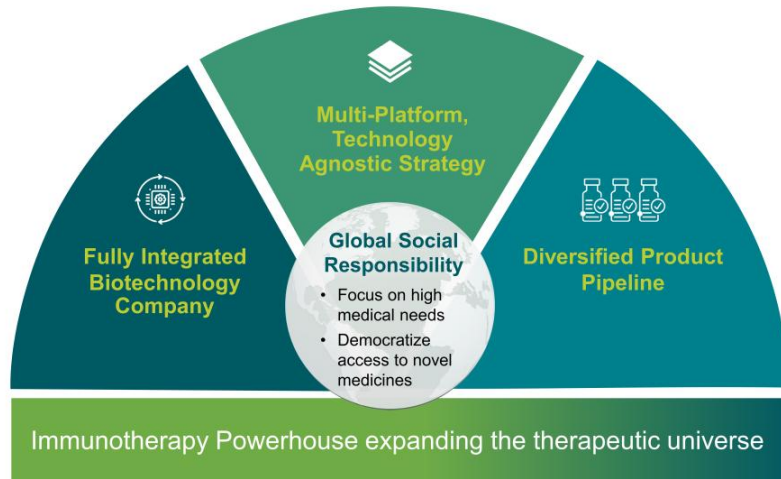 Multi-Platform,
Technology
Agnostic Strategy
Fully Integrated
Biotechnology
Company
Global Social
Responsibility
• Focus on high
medical needs
• Democratize
access to novel
medicines
Diversified Product
Pipeline
Immunotherapy Powerhouse expanding the therapeutic universe